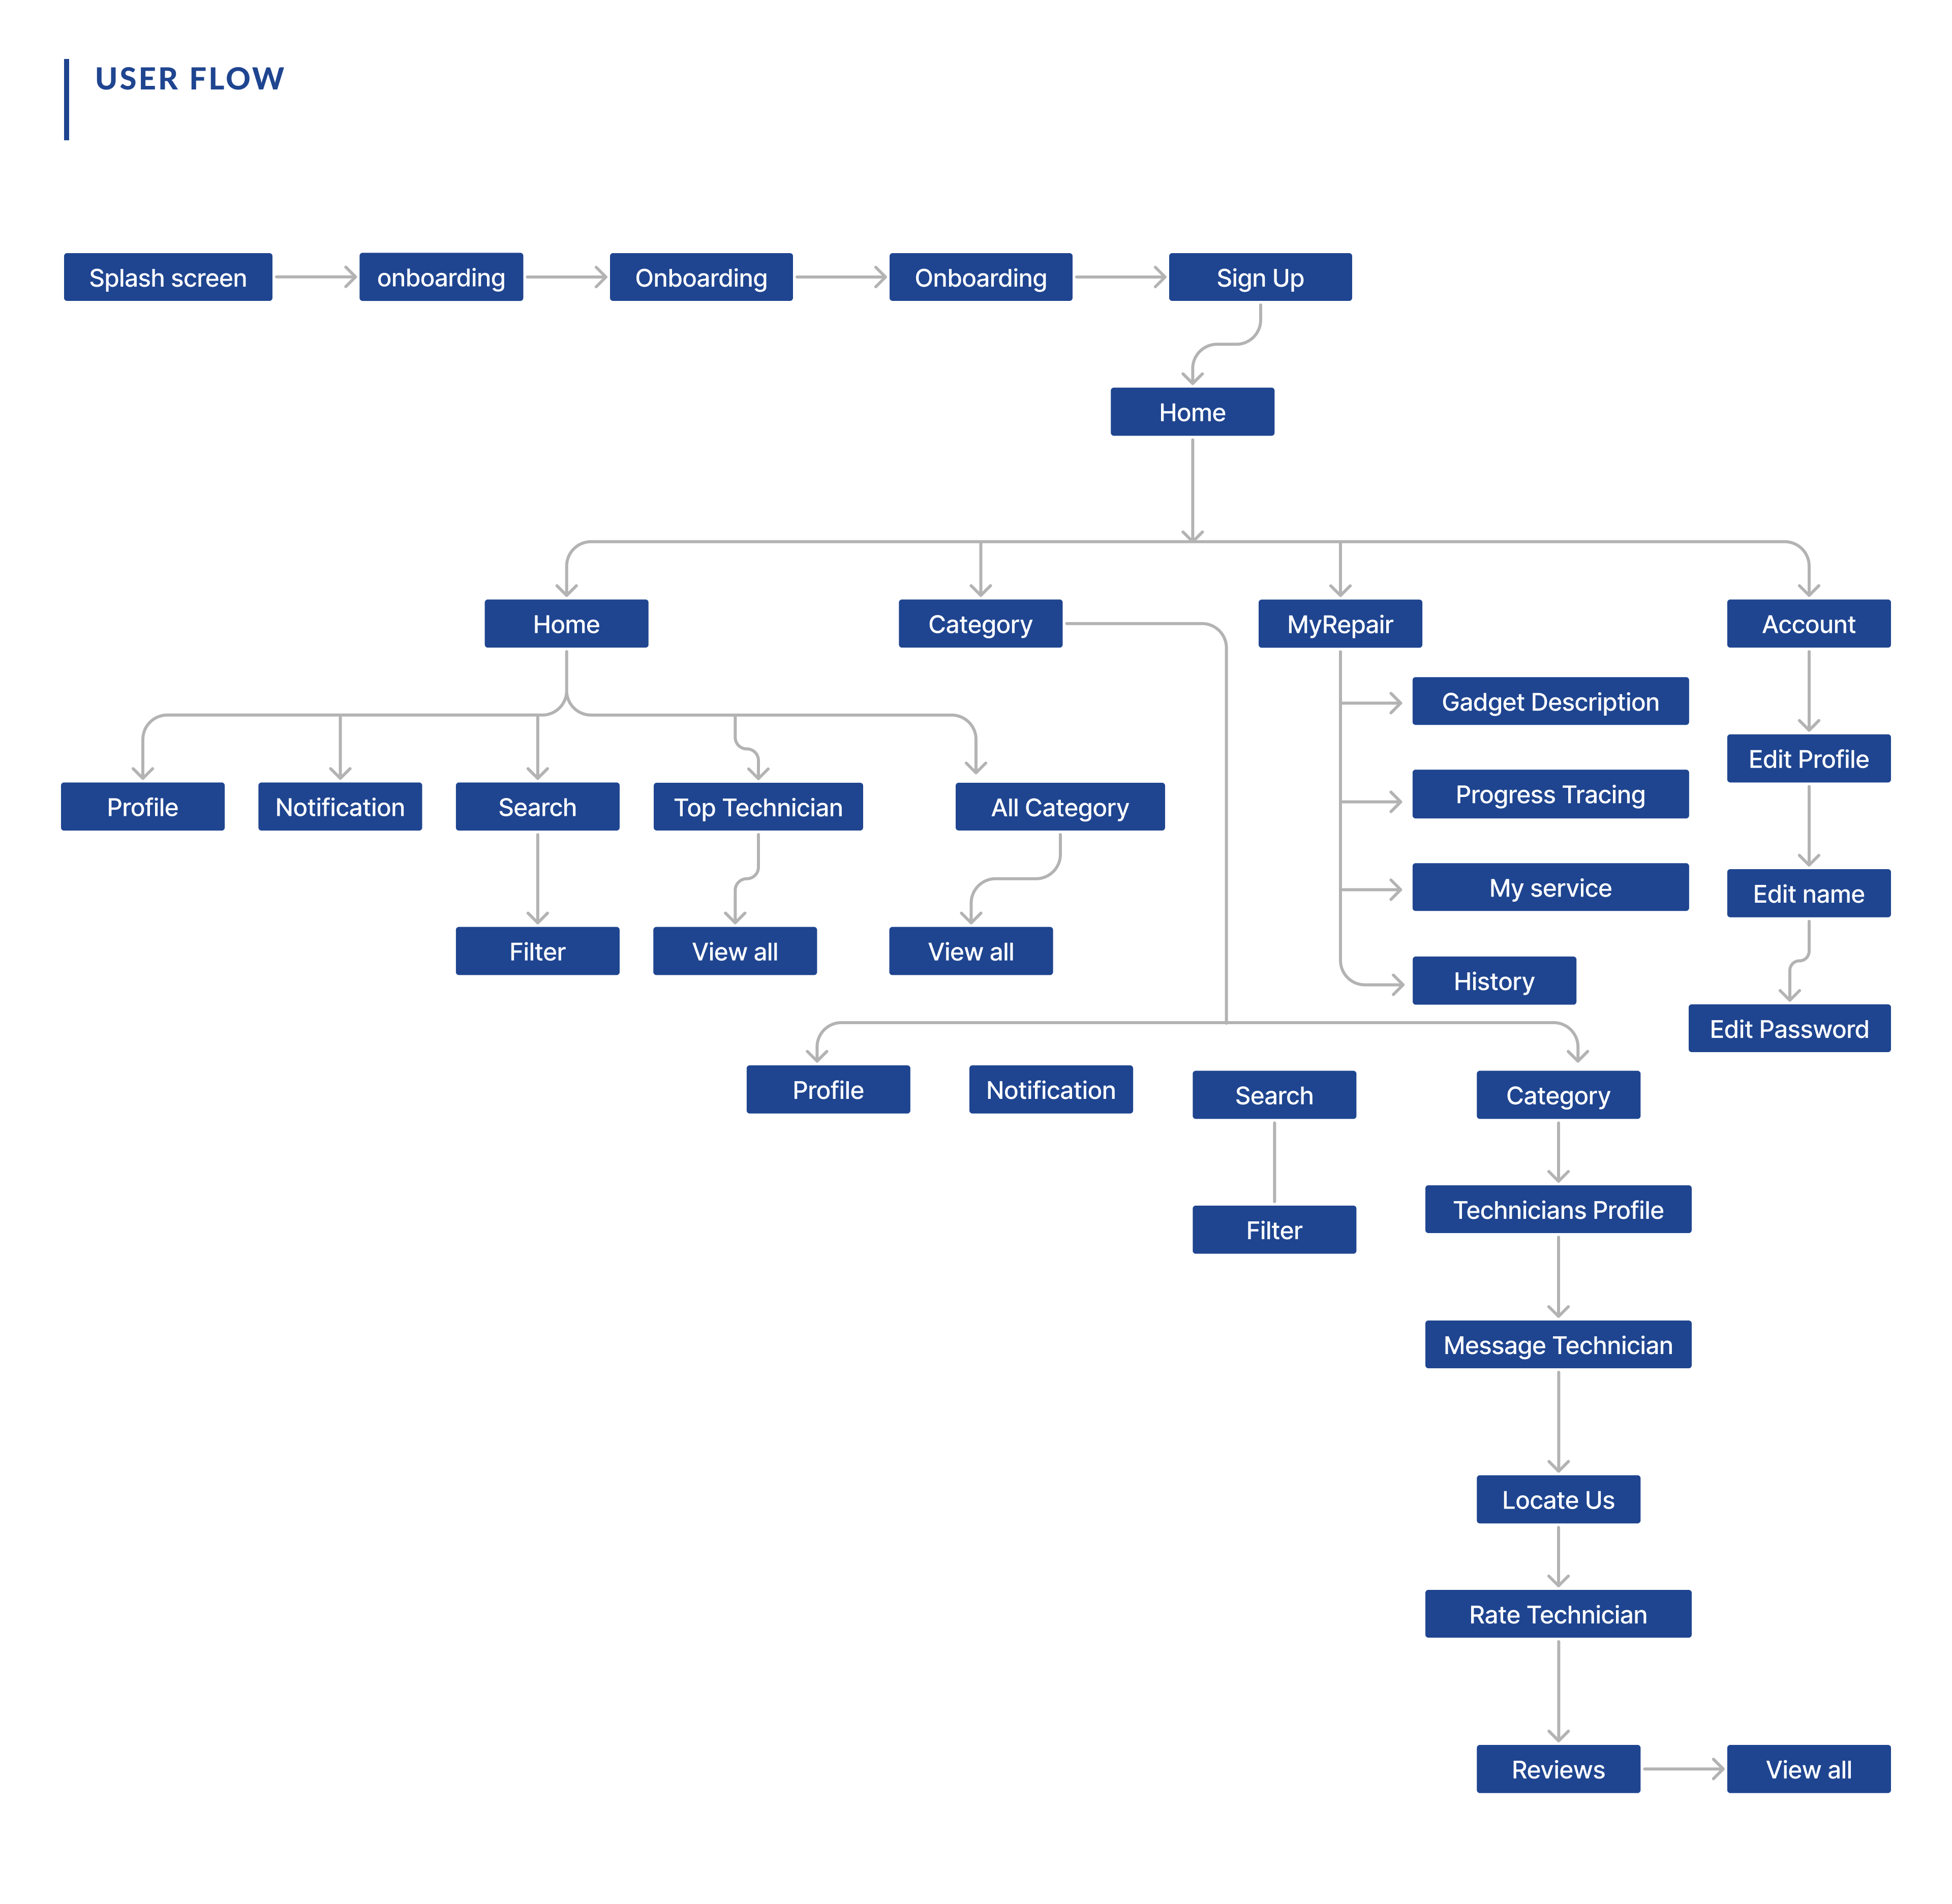 USER FLOW
Splash screen
onboarding
Onboarding
Onboarding
Sign Up
Home
Home
Category
MyRepair
Account
Gadget Description
Edit Profile
Profile
Notification
Search
Top Technician
All Category
Progress Tracing
My service
Edit name
Filter
View all
View all
History
Edit Password
Profile
Notification
Search
Category
Technicians Profile
Filter
Message Technician
Locate Us
Rate Technician
Reviews
View all